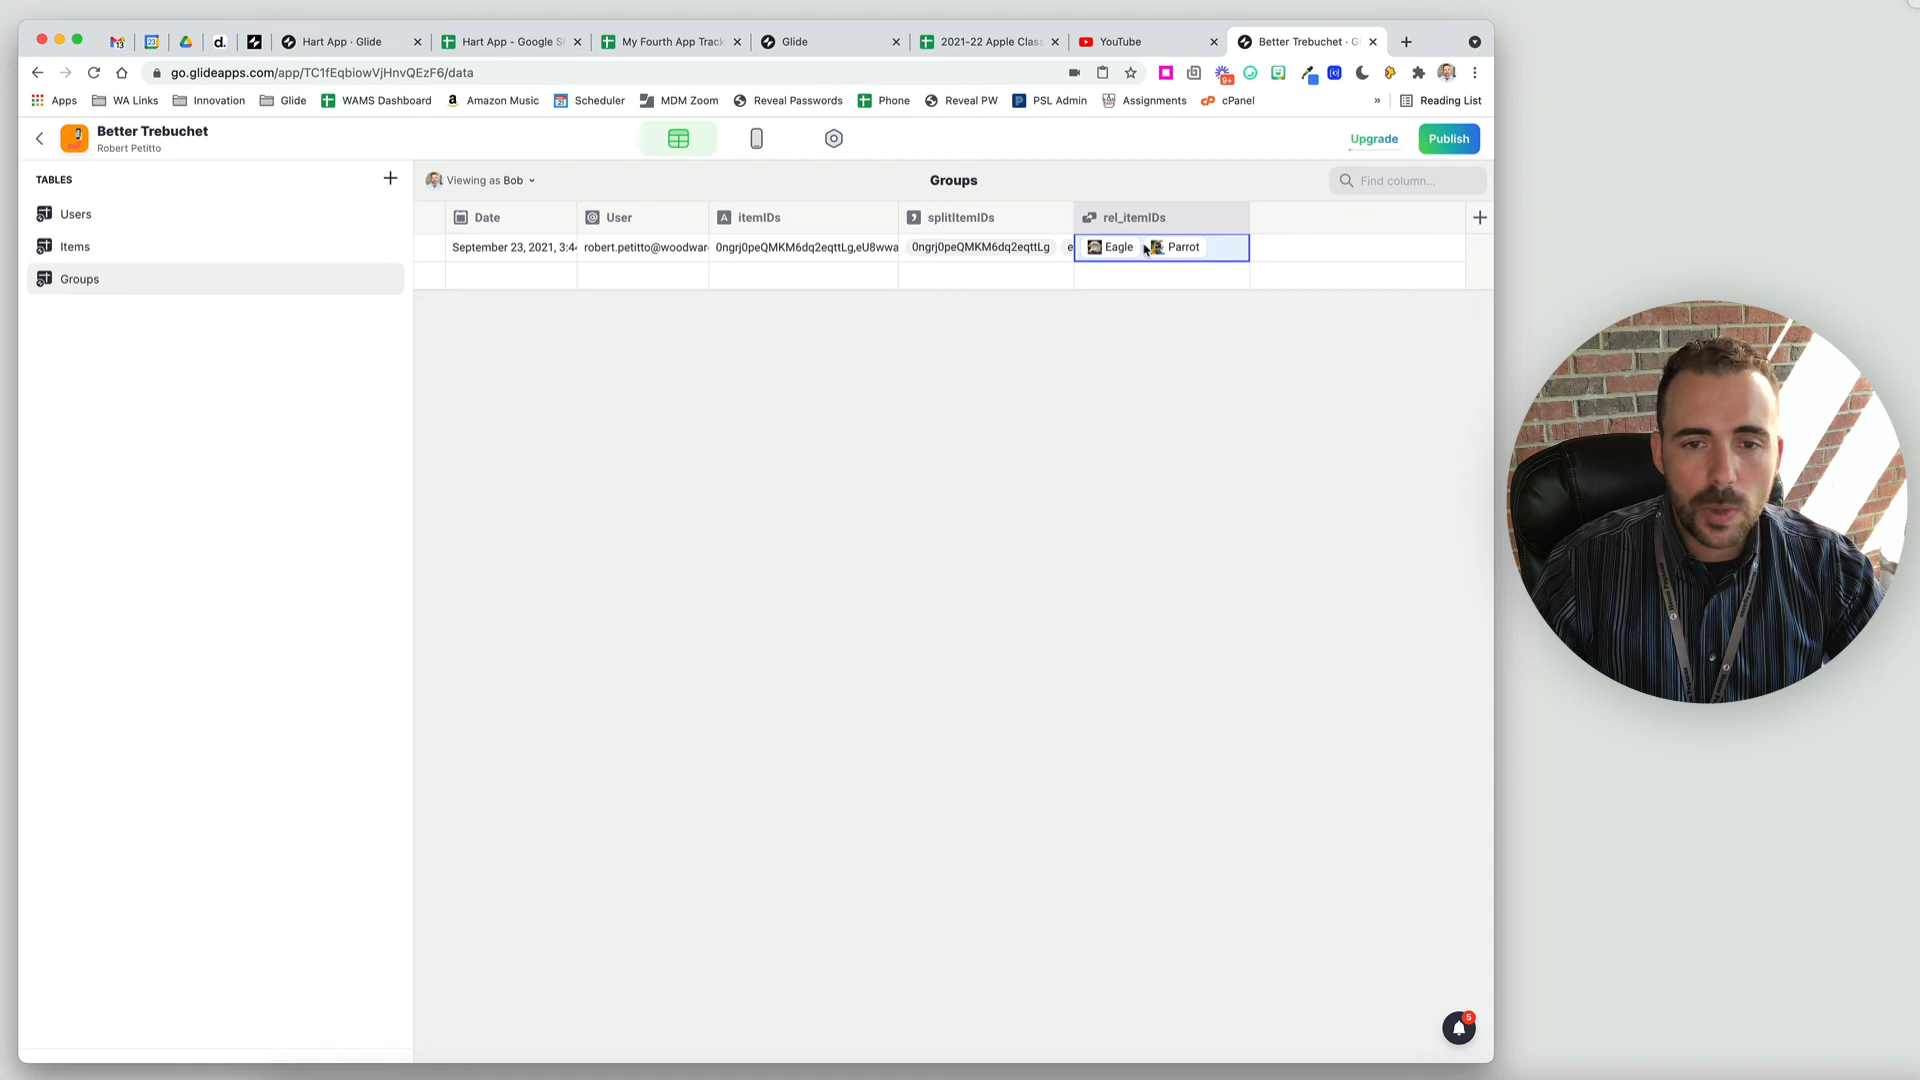 13
23
d.
Hart App · Glide
Hart App - Google S
My Fourth App Track
Glide
2021-22 Apple Class
YouTube
Better Trebuchet · G
go.glideapps.com/app/TC1fEqbiowVjHnvQEzF6/data
9+
Apps
WA Links
Innovation
Glide
WAMS Dashboard
Amazon Music
Scheduler
MDM Zoom
Reveal Passwords
Phone
Reveal PW
PSL Admin
Assignments
cPanel
»
Reading List
Better Trebuchet
Robert Petitto
Upgrade
Publish
TABLES
Viewing as Bob
Groups
Find column...
Users
Items
Groups
Date
User
itemIDs
splitItemIDs
rel_itemIDs
September 23, 2021, 3:44
robert.petitto@woodwar
0ngrj0peQMKM6dq2eqttLg,eU8wwa
0ngrj0peQMKM6dq2eqttLg
e
Eagle
Parrot
5